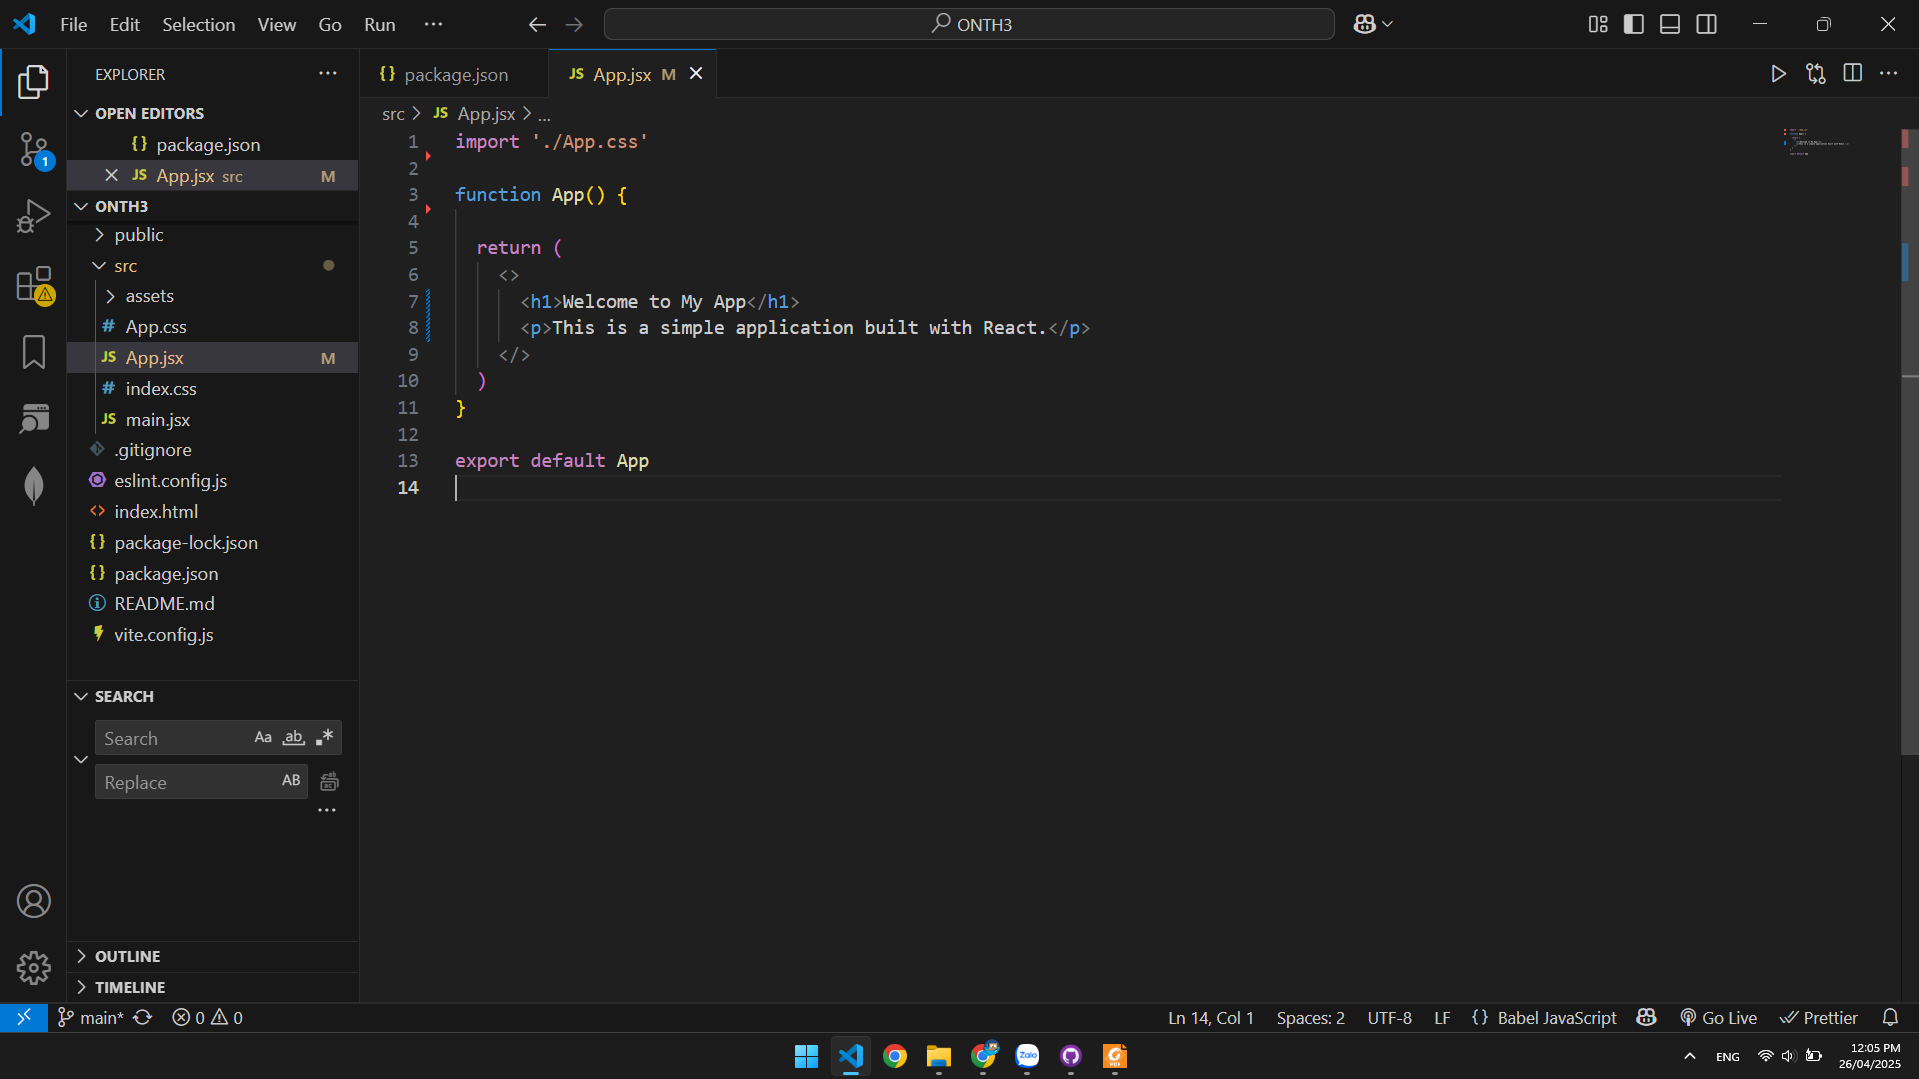 File Edit Selection View Go Run ···
ONTH3
EXPLORER ···
OPEN EDITORS
{} package.json
JS App.jsx src M
ONTH3
public
src
assets
# App.css
JS App.jsx M
# index.css
JS main.jsx
.gitignore
eslint.config.js
<> index.html
{} package-lock.json
{} package.json
README.md
vite.config.js
SEARCH
Search Aa ab .*
Replace AB
···
OUTLINE
TIMELINE
1
{} package.json
JS App.jsx M
src > JS App.jsx > ...
1 import './App.css'
2
3 function App() {
4
5 return (
6 <>
7 <h1>Welcome to My App</h1>
8 <p>This is a simple application built with React.</p>
9 </>
10 )
11 }
12
13 export default App
14
main* 0 0
Ln 14, Col 1 Spaces: 2 UTF-8 LF {} Babel JavaScript Go Live Prettier
Zalo
PDF
ENG
12:05 PM
26/04/2025